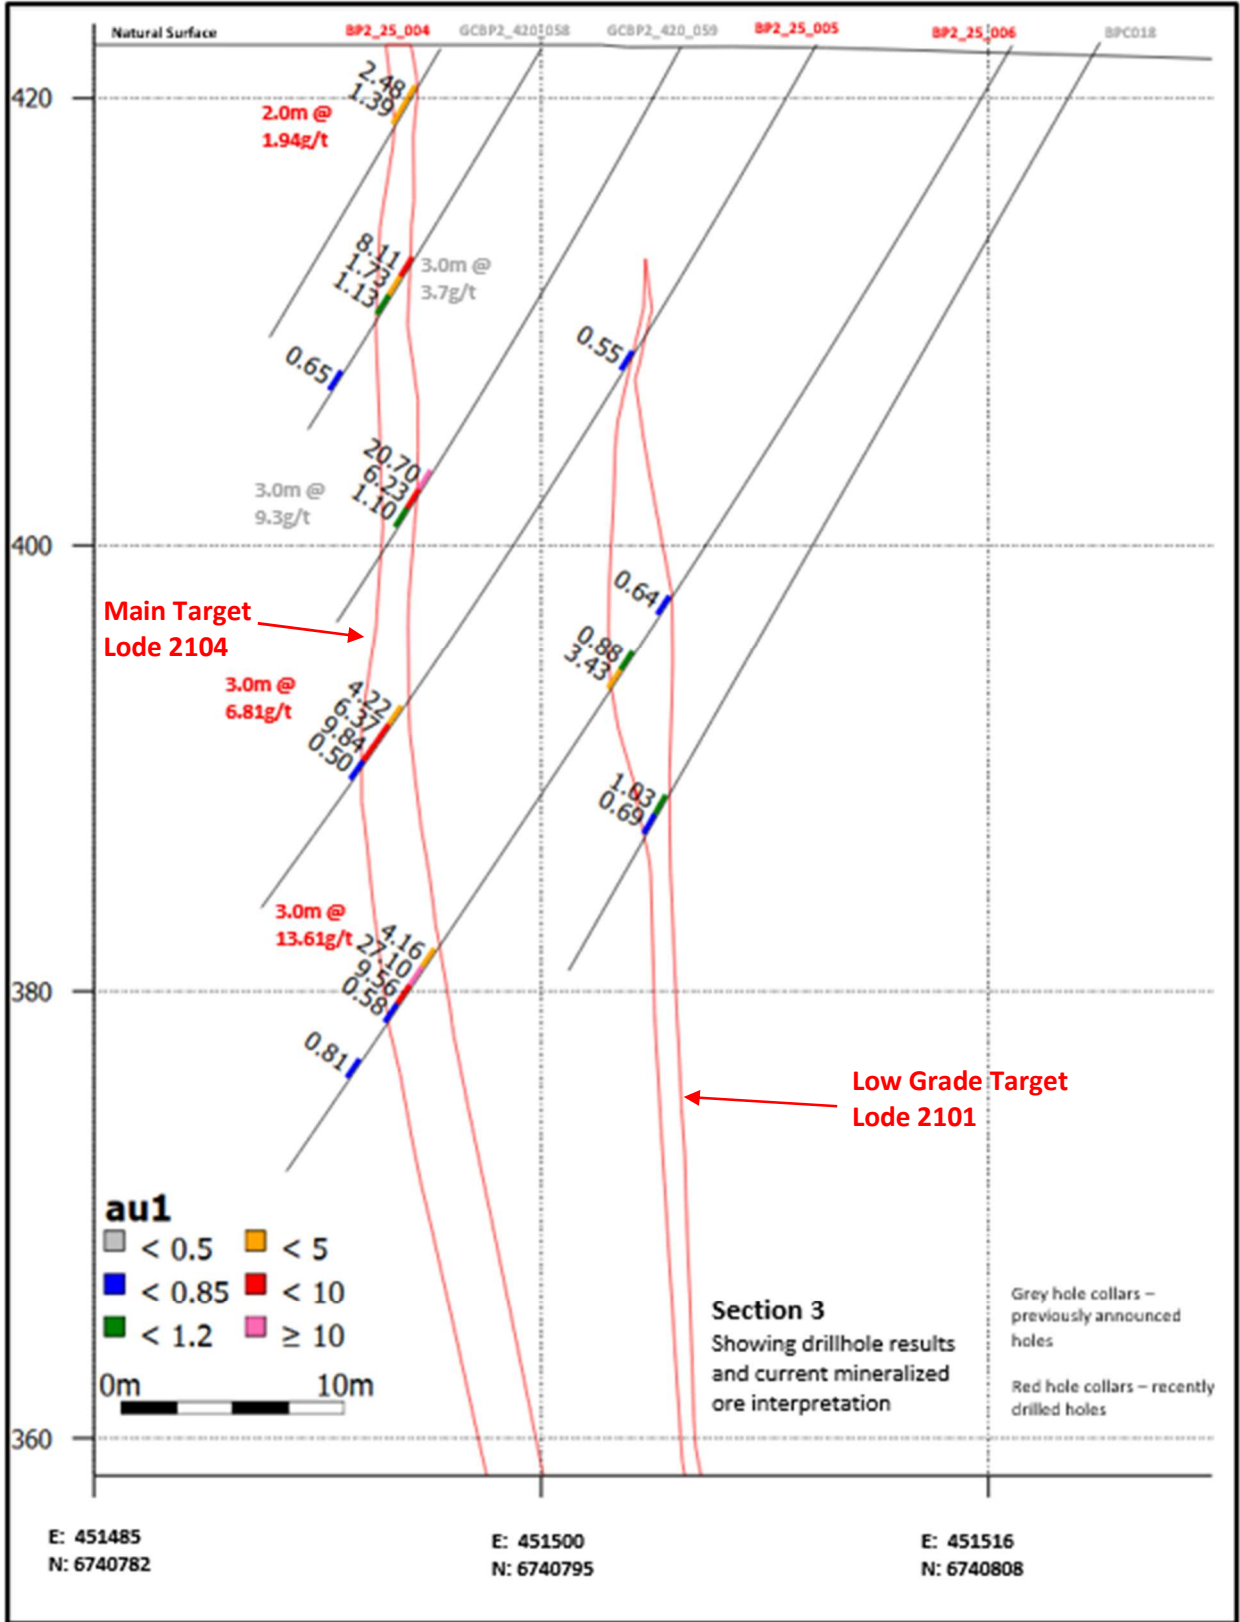 Natural Surface
BP2_25_004
GCBP2_420_058
GCBP2_420_059
BP2_25_005
BP2_25_006
BPC018
420
2.48
1.39
2.0m @
1.94g/t
8.11
1.73
1.13
3.0m @
3.7g/t
0.65
0.55
20.70
6.23
1.10
3.0m @
9.3g/t
400
0.64
0.88
3.43
Main Target
Lode 2104
3.0m @
6.81g/t
4.22
6.37
9.84
0.50
1.03
0.69
3.0m @
13.61g/t
4.16
27.10
9.56
0.58
380
0.81
Low Grade Target
Lode 2101
au1
< 0.5
< 5
< 0.85
< 10
< 1.2
≥ 10
0m
10m
Section 3
Showing drillhole results
and current mineralized
ore interpretation
Grey hole collars –
previously announced
holes
Red hole collars – recently
drilled holes
360
E: 451485
N: 6740782
E: 451500
N: 6740795
E: 451516
N: 6740808